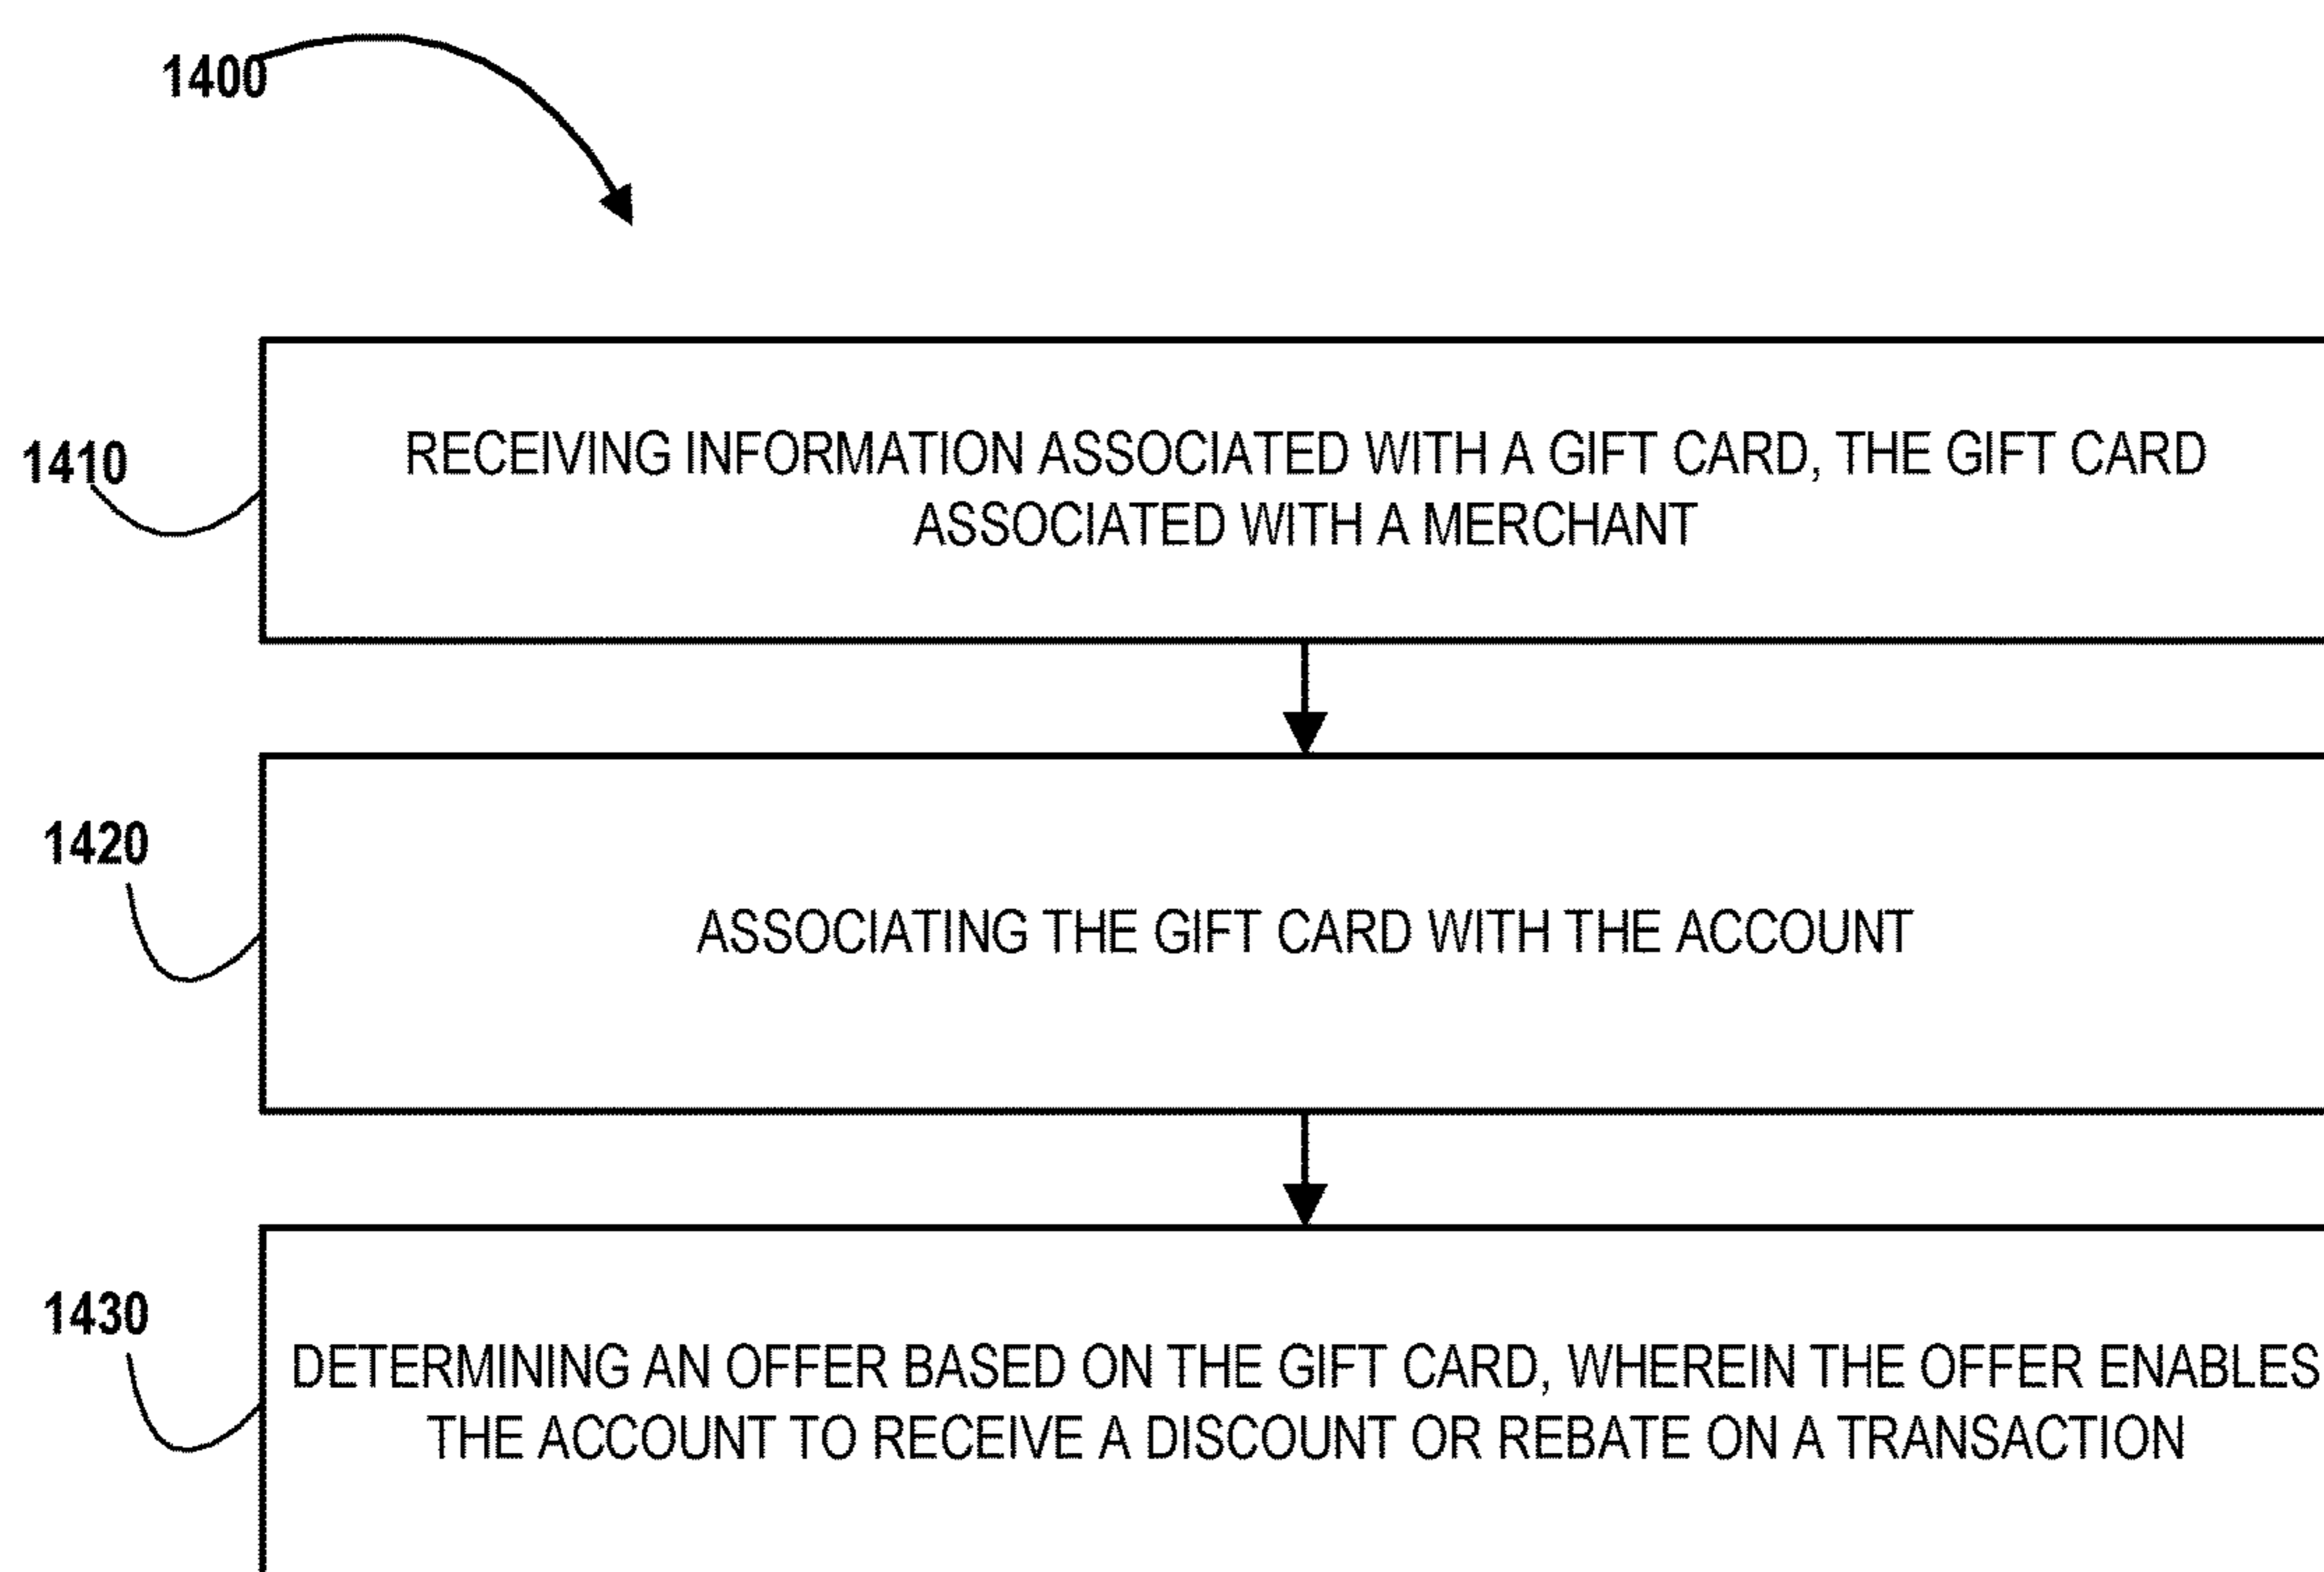 1400
1410
RECEIVING INFORMATION ASSOCIATED WITH A GIFT CARD, THE GIFT CARD
ASSOCIATED WITH A MERCHANT
1420
ASSOCIATING THE GIFT CARD WITH THE ACCOUNT
1430
DETERMINING AN OFFER BASED ON THE GIFT CARD, WHEREIN THE OFFER ENABLES
THE ACCOUNT TO RECEIVE A DISCOUNT OR REBATE ON A TRANSACTION